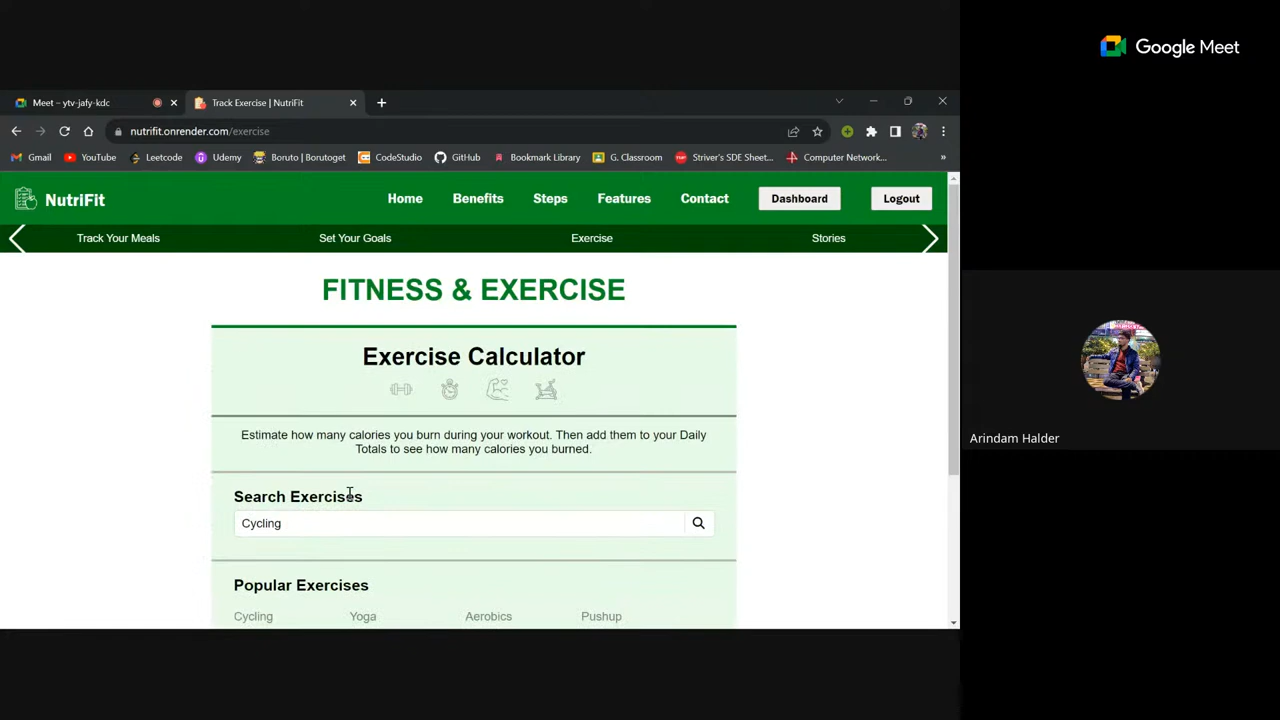 Google Meet
Meet – ytv-jafy-kdc
Track Exercise | NutriFit
nutrifit.onrender.com/exercise
Gmail
YouTube
Leetcode
Udemy
Boruto | Borutoget
CodeStudio
GitHub
Bookmark Library
G. Classroom
Striver's SDE Sheet...
Computer Network...
»
NutriFit
Home
Benefits
Steps
Features
Contact
Dashboard
Logout
Track Your Meals
Set Your Goals
Exercise
Stories
FITNESS & EXERCISE
Exercise Calculator
Estimate how many calories you burn during your workout. Then add them to your Daily
Totals to see how many calories you burned.
Search Exercises
Cycling
Popular Exercises
Cycling
Yoga
Aerobics
Pushup
Arindam Halder